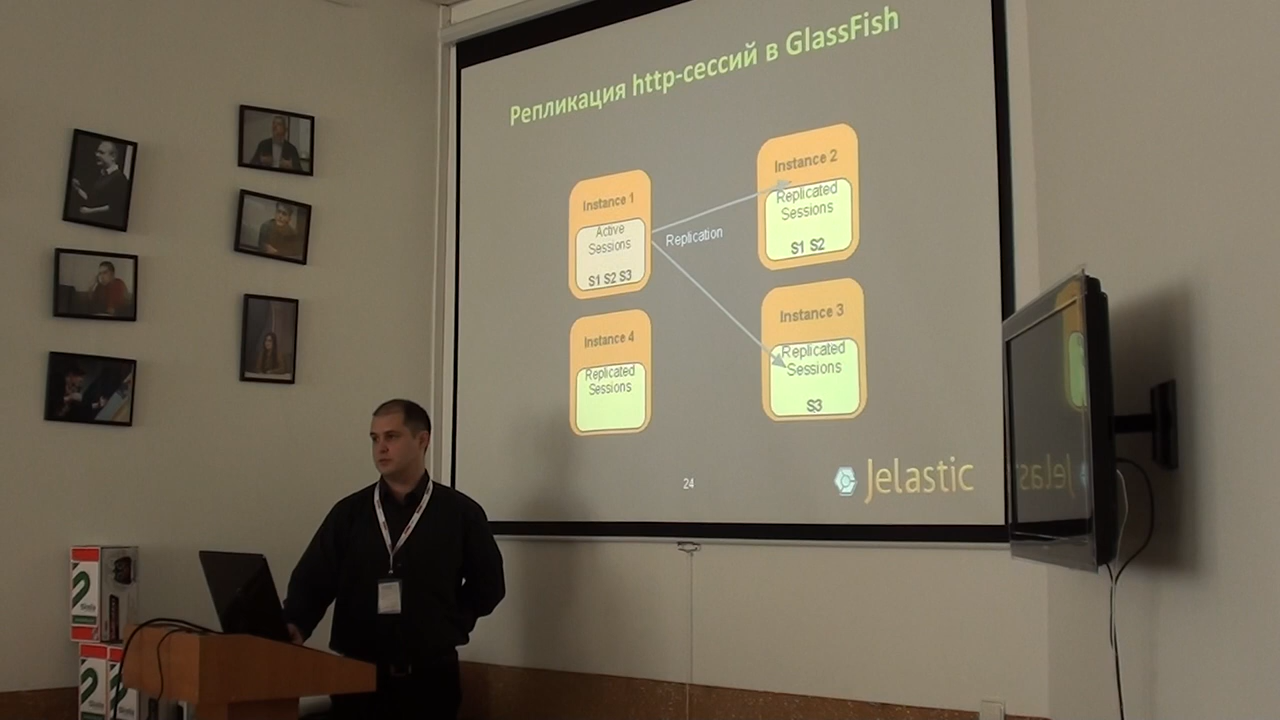 Репликация http-сессий в GlassFish
Instance 1
Active
Sessions
S1 S2 S3
Replication
Instance 2
Replicated
Sessions
S1 S2
Instance 4
Replicated
Sessions
Instance 3
Replicated
Sessions
S3
24
Jelastic